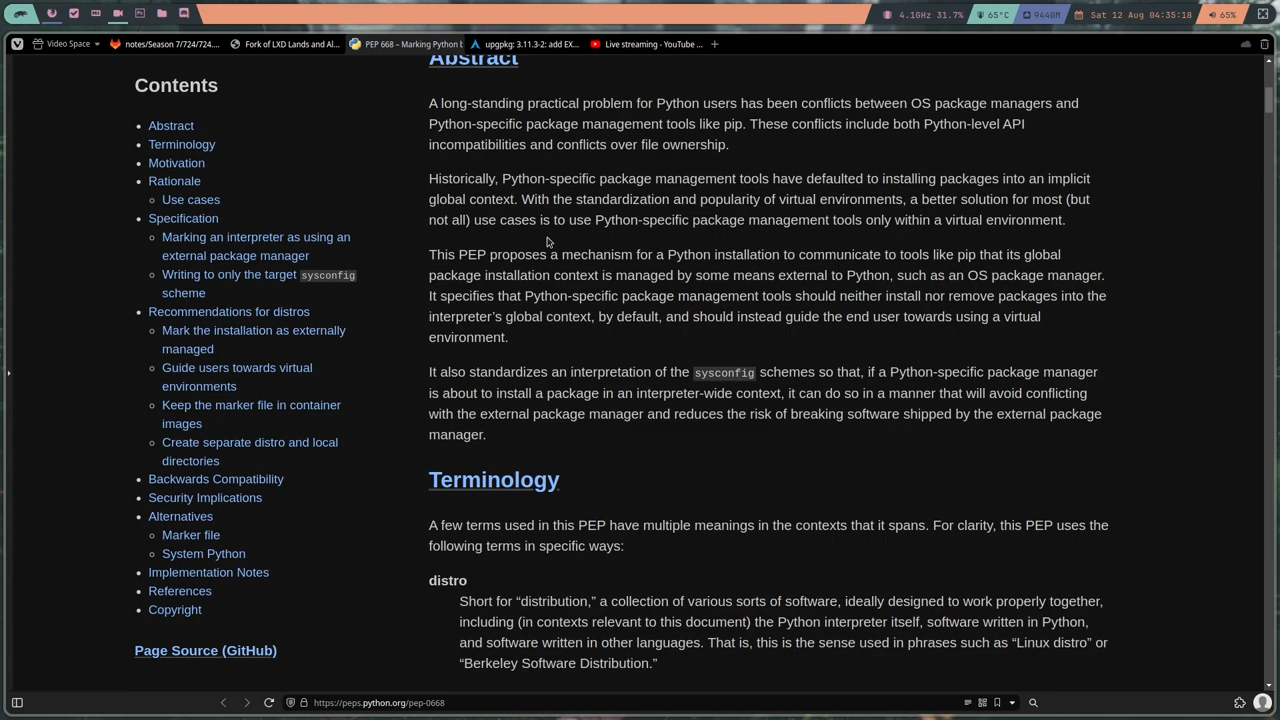 4.1GHz 31.7%
65°C
9440M
Sat 12 Aug 04:35:18
65%
Video Space
notes/Season 7/724/724....
Fork of LXD Lands and Al...
PEP 668 – Marking Python b
upgpkg: 3.11.3-2: add EX...
Live streaming - YouTube ...
Contents
Abstract
Terminology
Motivation
Rationale
Use cases
Specification
Marking an interpreter as using an
external package manager
Writing to only the target sysconfig
scheme
Recommendations for distros
Mark the installation as externally
managed
Guide users towards virtual
environments
Keep the marker file in container
images
Create separate distro and local
directories
Backwards Compatibility
Security Implications
Alternatives
Marker file
System Python
Implementation Notes
References
Copyright
Page Source (GitHub)
Abstract
A long-standing practical problem for Python users has been conflicts between OS package managers and
Python-specific package management tools like pip. These conflicts include both Python-level API
incompatibilities and conflicts over file ownership.
Historically, Python-specific package management tools have defaulted to installing packages into an implicit
global context. With the standardization and popularity of virtual environments, a better solution for most (but
not all) use cases is to use Python-specific package management tools only within a virtual environment.
This PEP proposes a mechanism for a Python installation to communicate to tools like pip that its global
package installation context is managed by some means external to Python, such as an OS package manager.
It specifies that Python-specific package management tools should neither install nor remove packages into the
interpreter’s global context, by default, and should instead guide the end user towards using a virtual
environment.
It also standardizes an interpretation of the sysconfig schemes so that, if a Python-specific package manager
is about to install a package in an interpreter-wide context, it can do so in a manner that will avoid conflicting
with the external package manager and reduces the risk of breaking software shipped by the external package
manager.
Terminology
A few terms used in this PEP have multiple meanings in the contexts that it spans. For clarity, this PEP uses the
following terms in specific ways:
distro
Short for “distribution,” a collection of various sorts of software, ideally designed to work properly together,
including (in contexts relevant to this document) the Python interpreter itself, software written in Python,
and software written in other languages. That is, this is the sense used in phrases such as “Linux distro” or
“Berkeley Software Distribution.”
https://peps.python.org/pep-0668